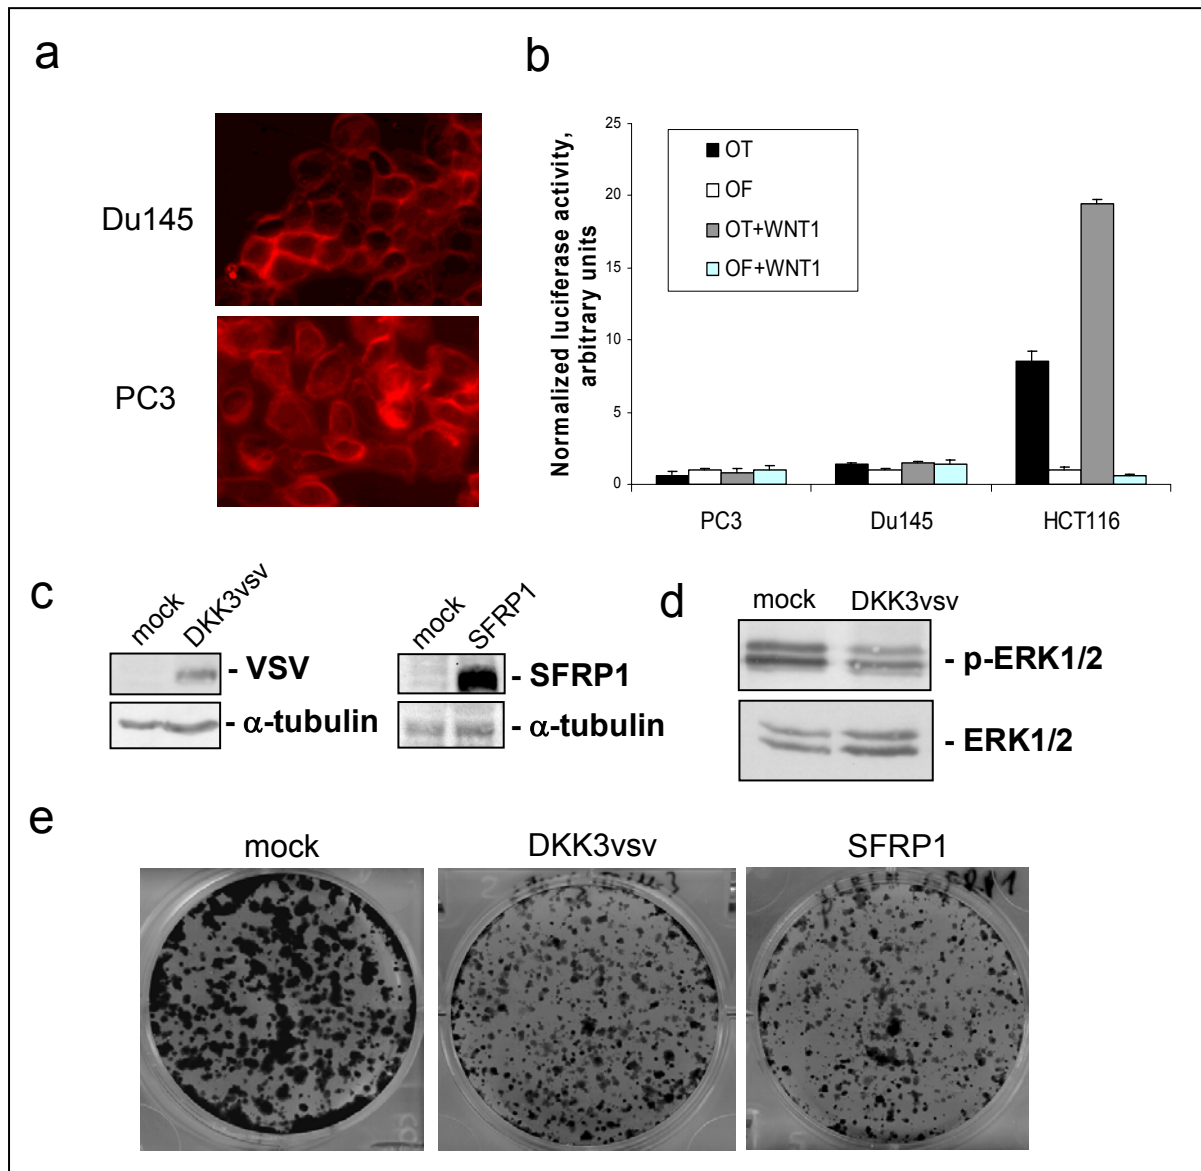 a
Du145
PC3
b
Normalized luciferase activity,
arbitrary units
25
20
15
10
5
0
OT
OF
OT+WNT1
OF+WNT1
PC3 Du145 HCT116
c
mock DKK3vsv
- VSV
- α-tubulin
mock SFRP1
- SFRP1
- α-tubulin
d
mock DKK3vsv
- p-ERK1/2
- ERK1/2
e
mock DKK3vsv SFRP1